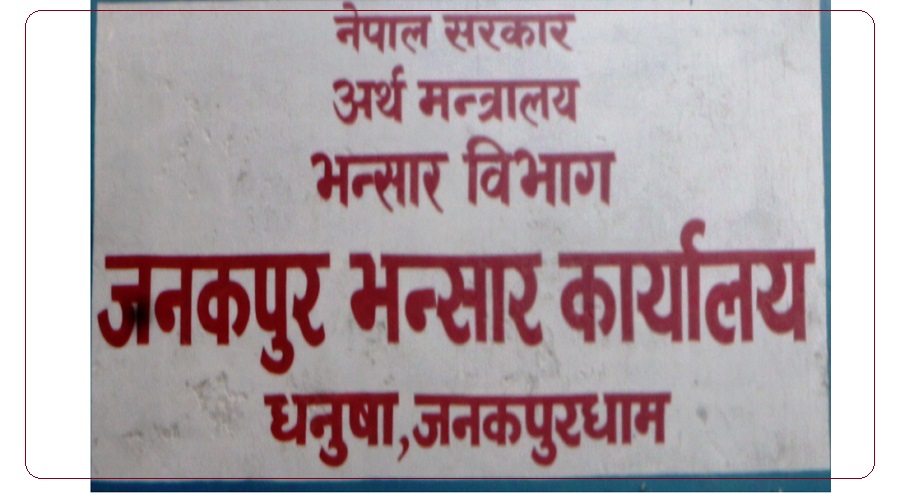 नेपाल सरकार
अर्थ मन्त्रालय
भन्सार विभाग
जनकपुर भन्सार कार्यालय
धनुषा,जनकपुरधाम